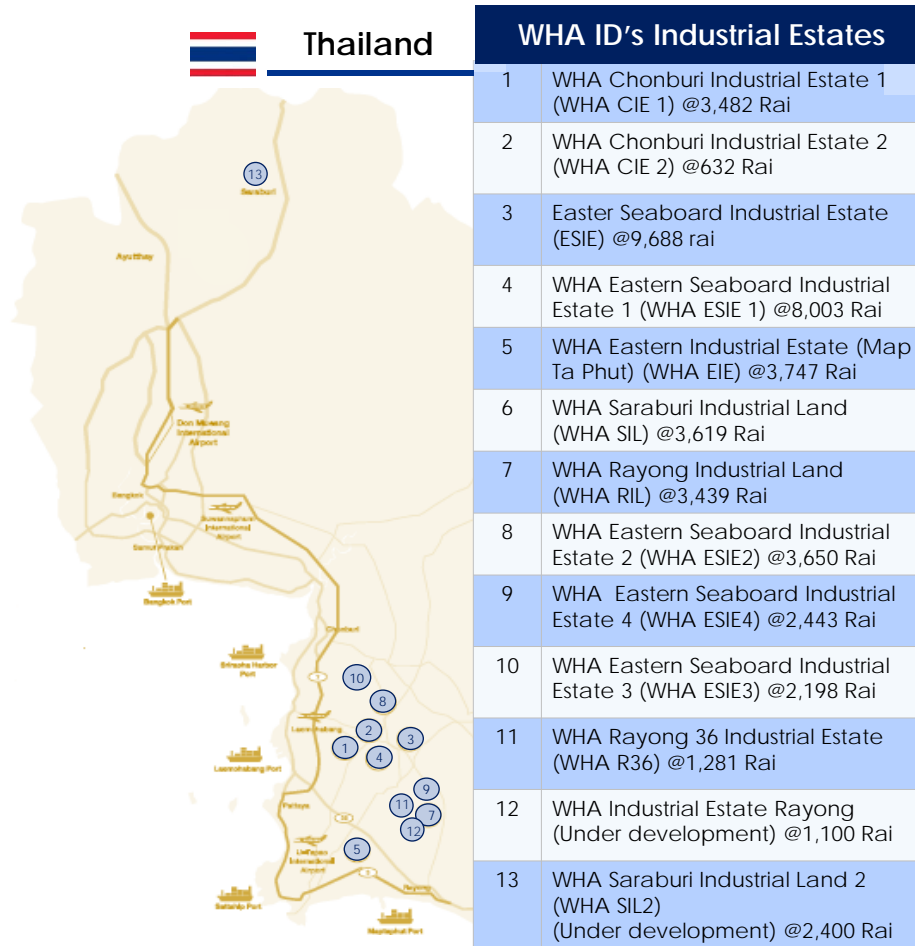 Thailand
WHA ID's Industrial Estates
1
WHA Chonburi Industrial Estate 1
(WHA CIE 1) @3,482 Rai
2
WHA Chonburi Industrial Estate 2
(WHA CIE 2) @632 Rai
3
Easter Seaboard Industrial Estate
(ESIE) @9,688 rai
4
WHA Eastern Seaboard Industrial
Estate 1 (WHA ESIE 1) @8,003 Rai
5
WHA Eastern Industrial Estate (Map
Ta Phut) (WHA EIE) @3,747 Rai
6
WHA Saraburi Industrial Land
(WHA SIL) @3,619 Rai
7
WHA Rayong Industrial Land
(WHA RIL) @3,439 Rai
8
WHA Eastern Seaboard Industrial
Estate 2 (WHA ESIE2) @3,650 Rai
9
WHA Eastern Seaboard Industrial
Estate 4 (WHA ESIE4) @2,443 Rai
10
WHA Eastern Seaboard Industrial
Estate 3 (WHA ESIE3) @2,198 Rai
11
WHA Rayong 36 Industrial Estate
(WHA R36) @1,281 Rai
12
WHA Industrial Estate Rayong
(Under development) @1,100 Rai
13
WHA Saraburi Industrial Land 2
(WHA SIL2)
(Under development) @2,400 Rai
13
Saraburi
Ayutthay
Don Mueang
International
Airport
Bangkok
International
Airport
Samut Prakan
Bangkok Port
Chonburi
Sriracha Harbor
Port
7
10
8
Laemchabang
2
3
1
4
Laemchabang Port
9
Pattaya
11
7
36
12
5
International
Airport
3
Rayong
Sattahip Port
Maptaphut Port